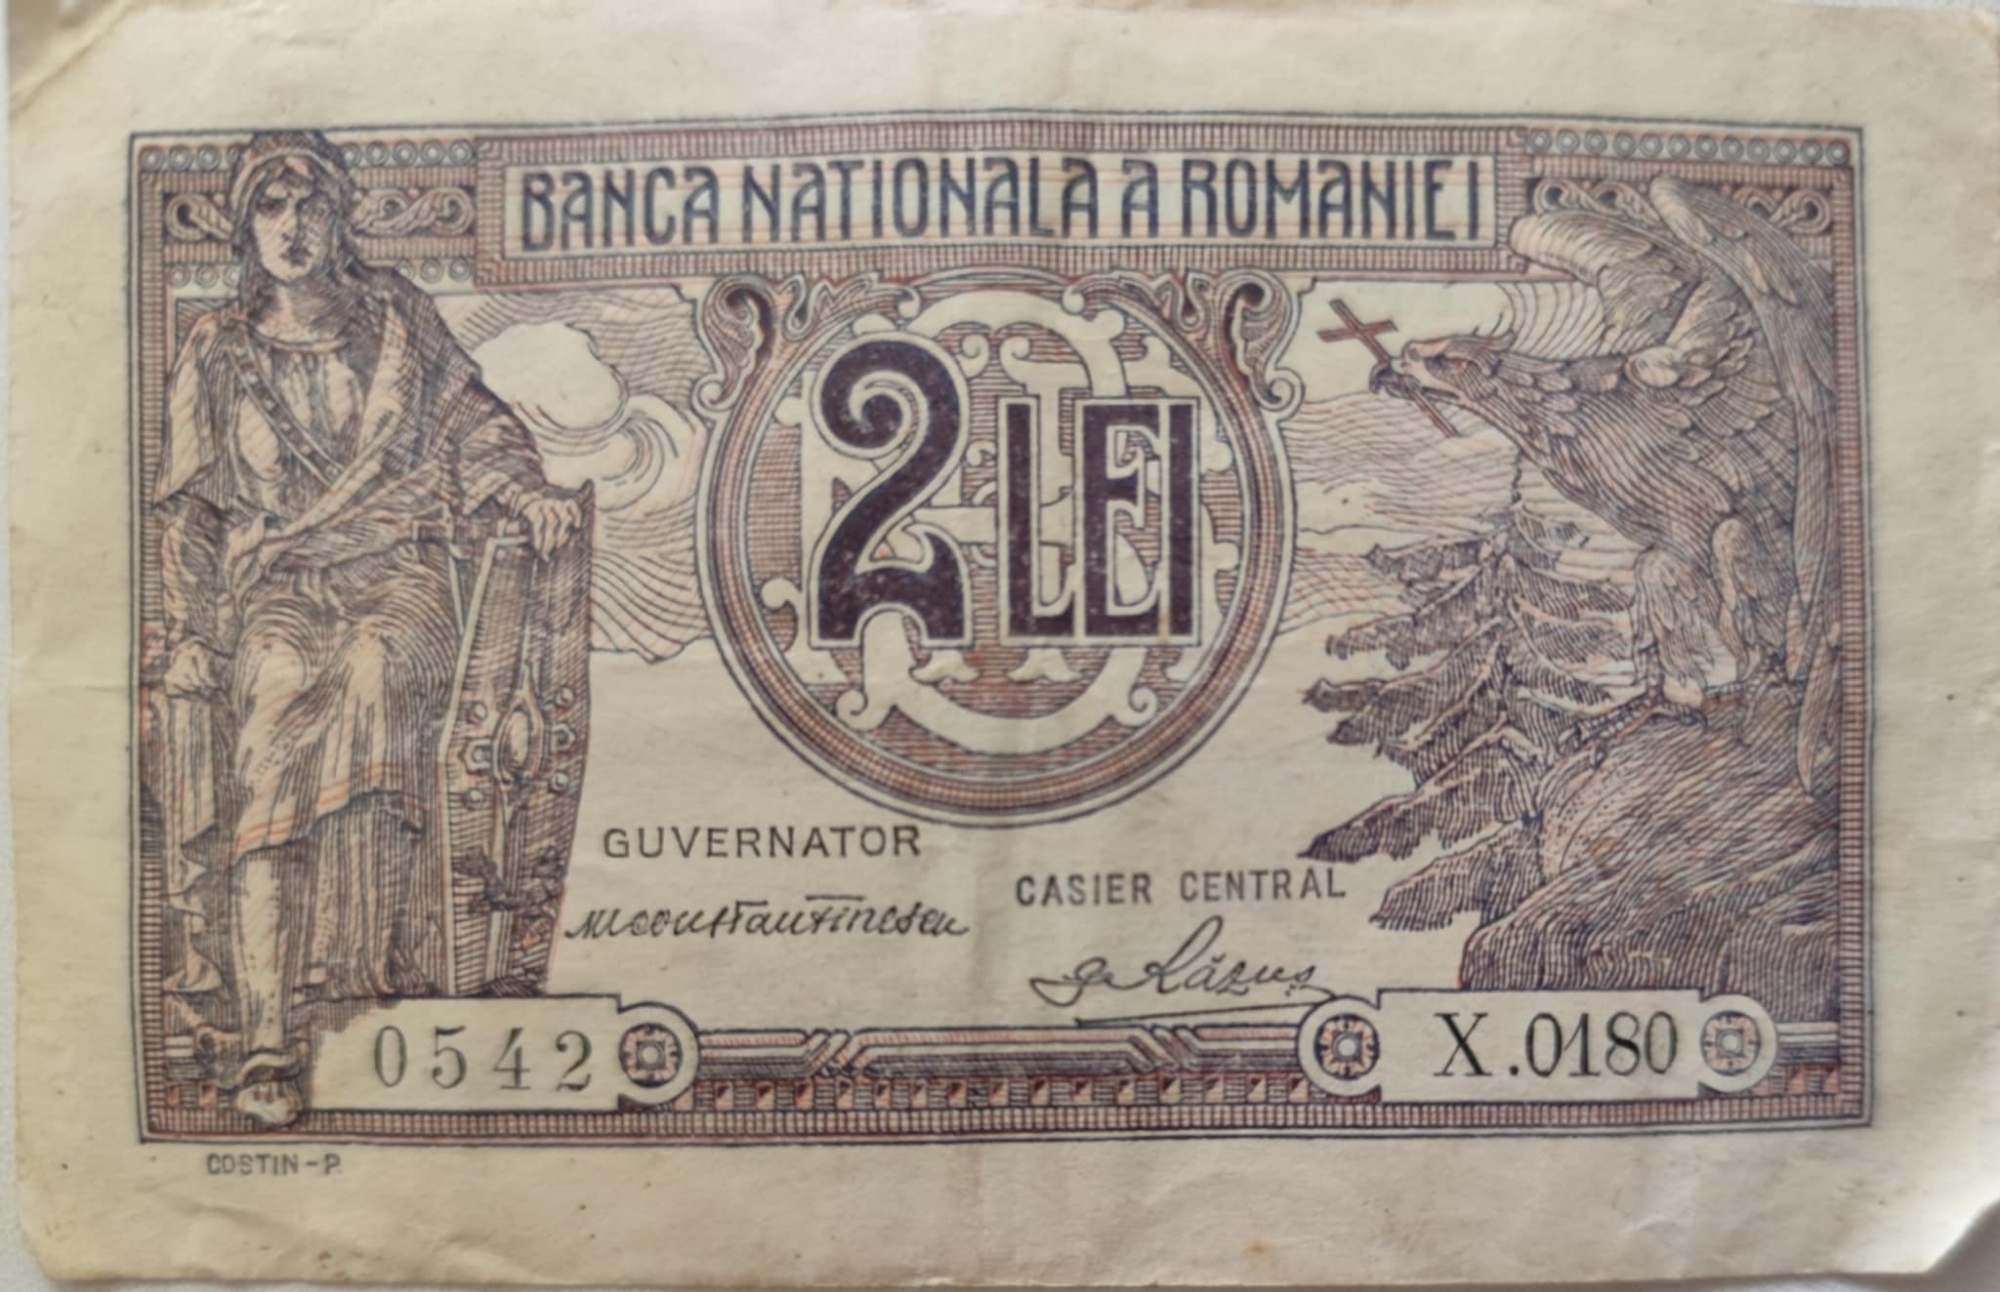 BANCA NATIONALA A ROMANIEI
2 LEI
GUVERNATOR
CASIER CENTRAL
0542
X.0180
COSTIN-P.